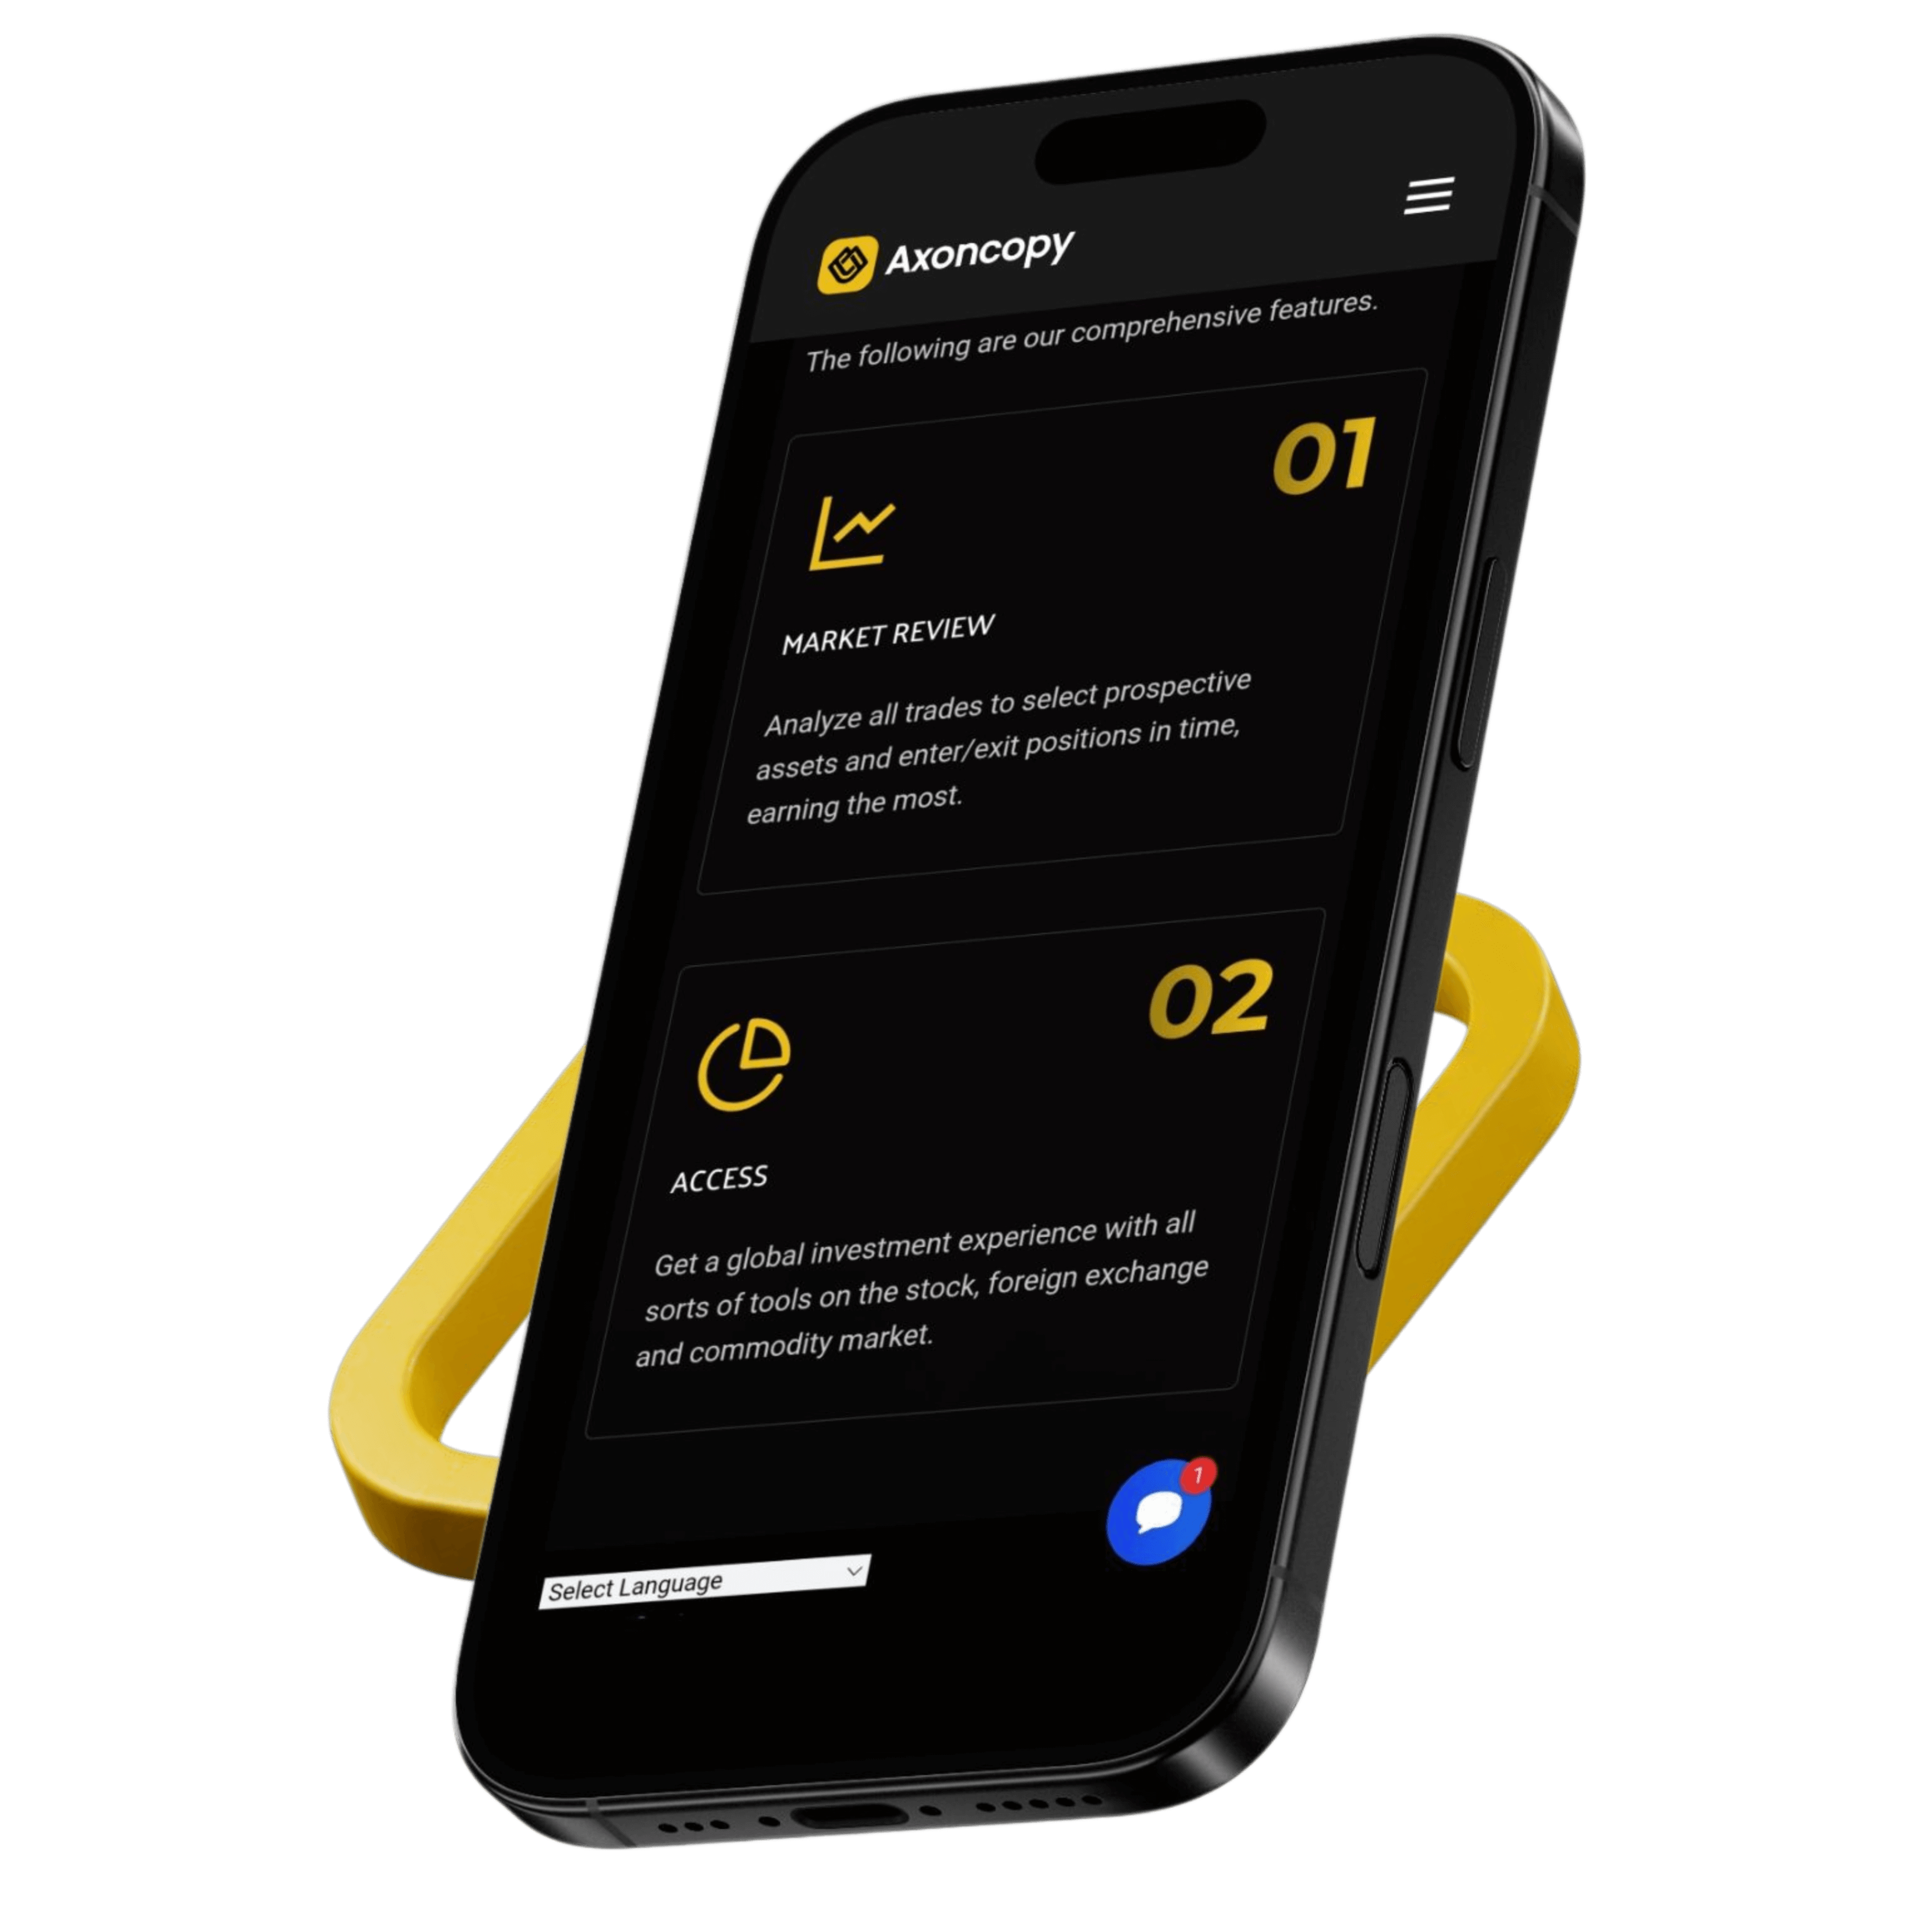 Axoncopy
The following are our comprehensive features.
01
MARKET REVIEW
Analyze all trades to select prospective
assets and enter/exit positions in time,
earning the most.
02
ACCESS
Get a global investment experience with all
sorts of tools on the stock, foreign exchange
and commodity market.
1
Select Language